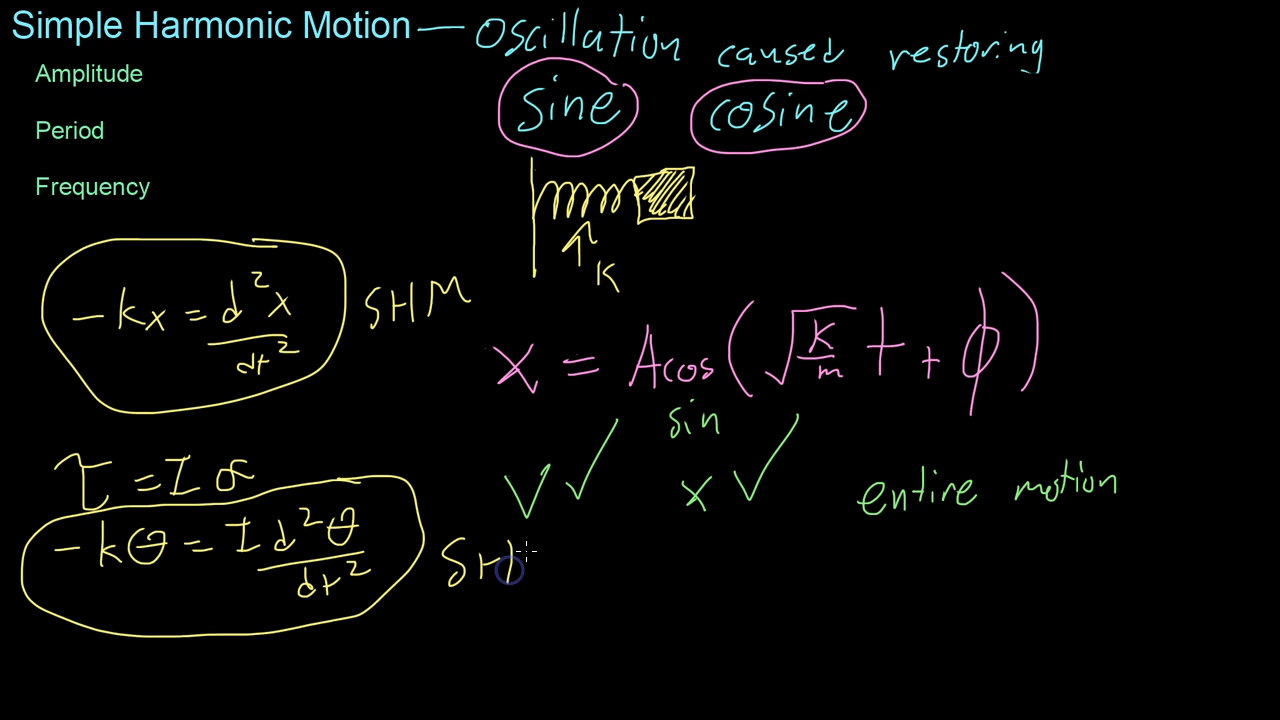 Simple Harmonic Motion — Oscillation caused restoring
Amplitude
sine cosine
Period
Frequency
K
-kx = d²x/dt² SHM
x = Acos(√(k/m) t + ϕ)
sin
τ = Iα
V ✓ x ✓ entire motion
-kθ = I d²θ/dt² SH